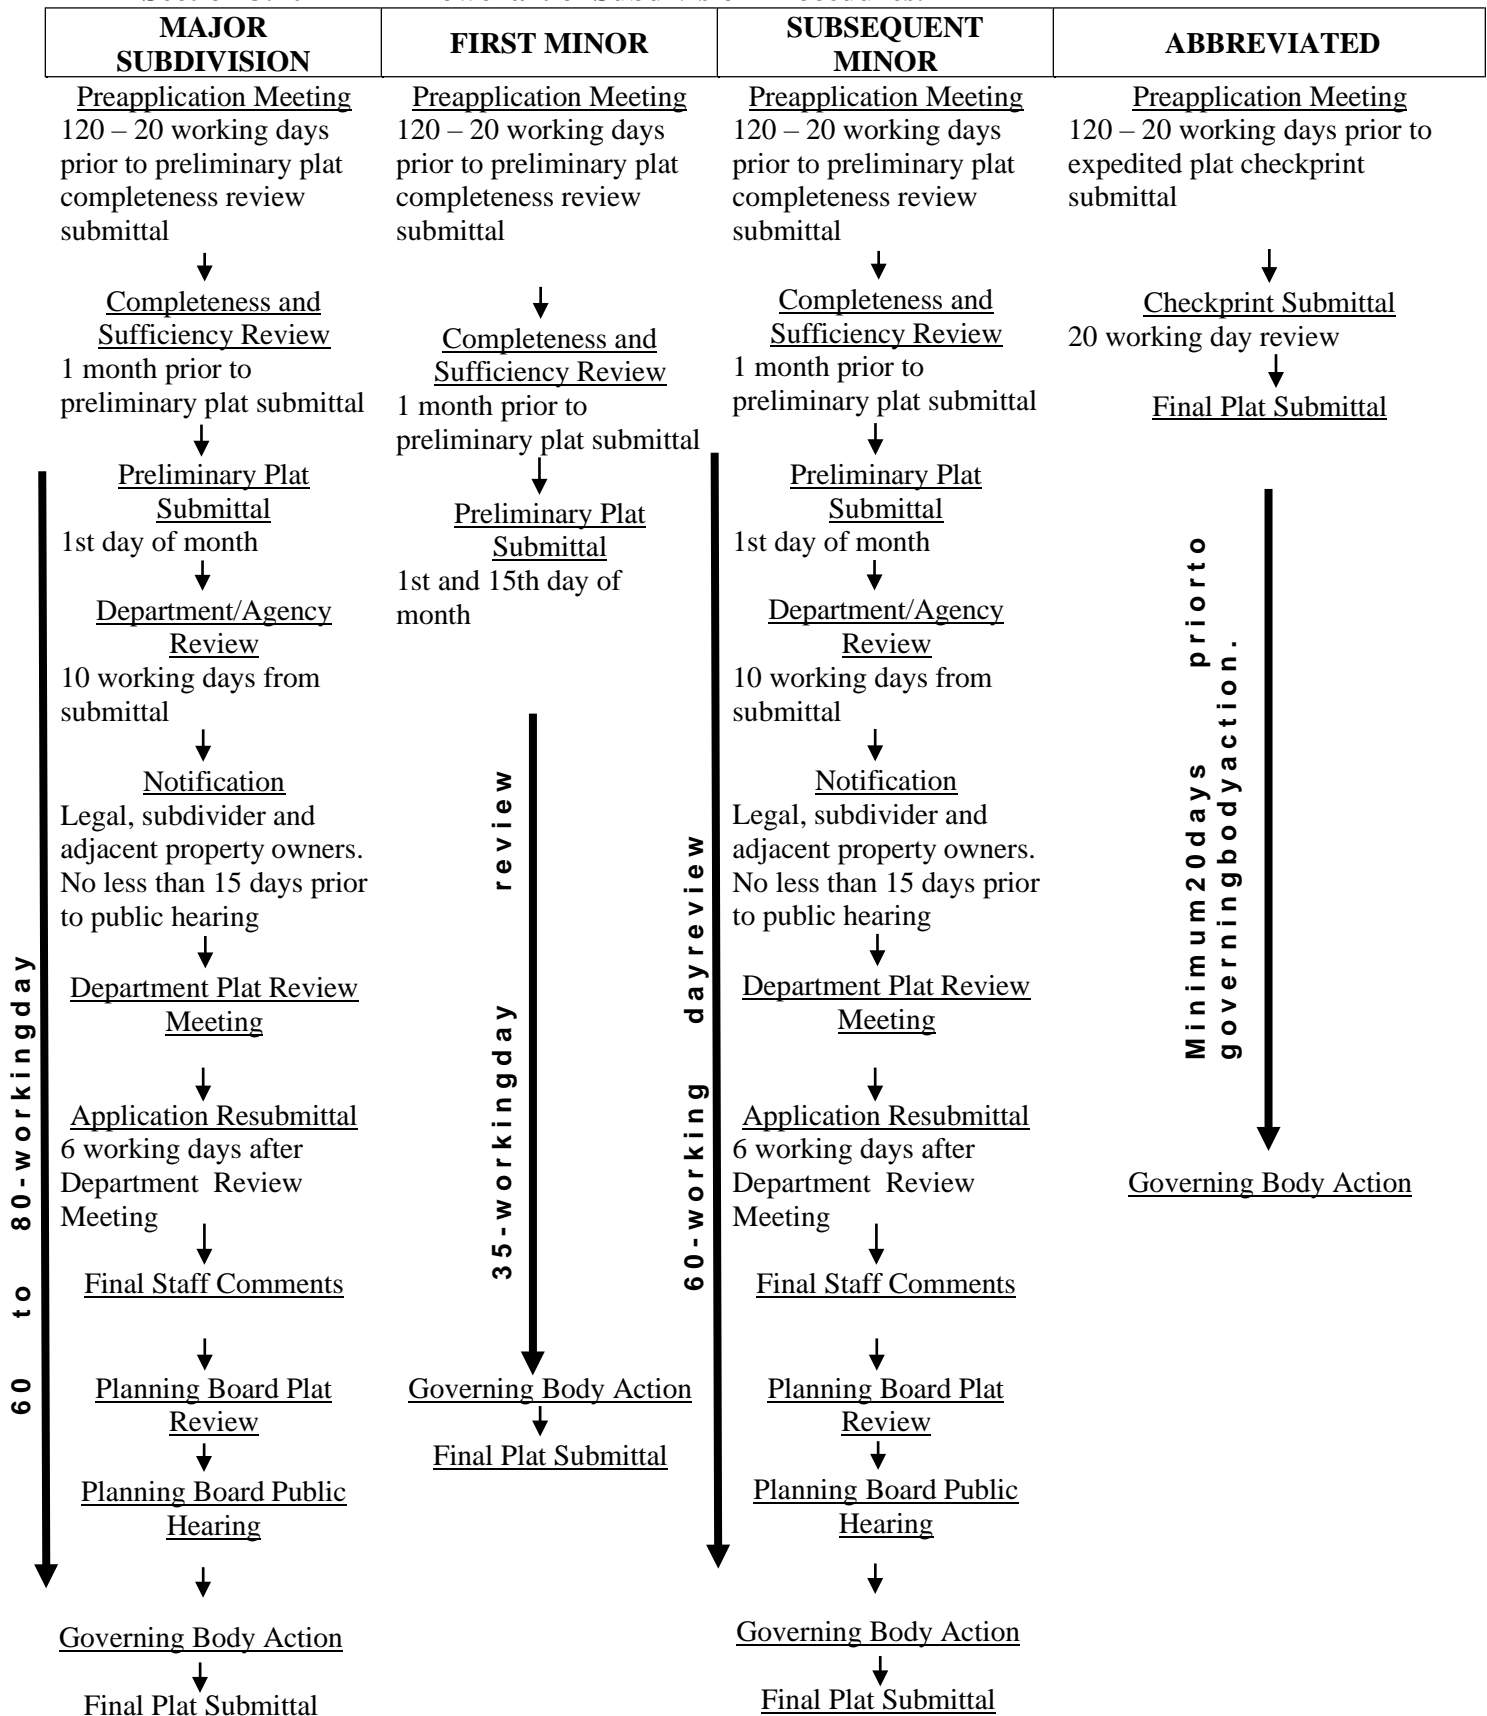 MAJOR
SUBDIVISION
FIRST MINOR
SUBSEQUENT
MINOR
ABBREVIATED
Preapplication Meeting
120 – 20 working days
prior to preliminary plat
completeness review
submittal
Completeness and
Sufficiency Review
1 month prior to
preliminary plat submittal
Preliminary Plat
Submittal
1st day of month
Department/Agency
Review
10 working days from
submittal
Notification
Legal, subdivider and
adjacent property owners.
No less than 15 days prior
to public hearing
Department Plat Review
Meeting
Application Resubmittal
6 working days after
Department Review
Meeting
Final Staff Comments
Planning Board Plat
Review
Planning Board Public
Hearing
Governing Body Action
Final Plat Submittal
60 to 80-workingday
Preapplication Meeting
120 – 20 working days
prior to preliminary plat
completeness review
submittal
Completeness and
Sufficiency Review
1 month prior to
preliminary plat submittal
Preliminary Plat
Submittal
1st and 15th day of
month
35-workingday review
Governing Body Action
Final Plat Submittal
Preapplication Meeting
120 – 20 working days
prior to preliminary plat
completeness review
submittal
Completeness and
Sufficiency Review
1 month prior to
preliminary plat submittal
Preliminary Plat
Submittal
1st day of month
Department/Agency
Review
10 working days from
submittal
Notification
Legal, subdivider and
adjacent property owners.
No less than 15 days prior
to public hearing
Department Plat Review
Meeting
Application Resubmittal
6 working days after
Department Review
Meeting
Final Staff Comments
Planning Board Plat
Review
Planning Board Public
Hearing
Governing Body Action
Final Plat Submittal
60-working dayreview
Preapplication Meeting
120 – 20 working days prior to
expedited plat checkprint
submittal
Checkprint Submittal
20 working day review
Final Plat Submittal
Minimum20days priorto
governingbodyaction.
Governing Body Action